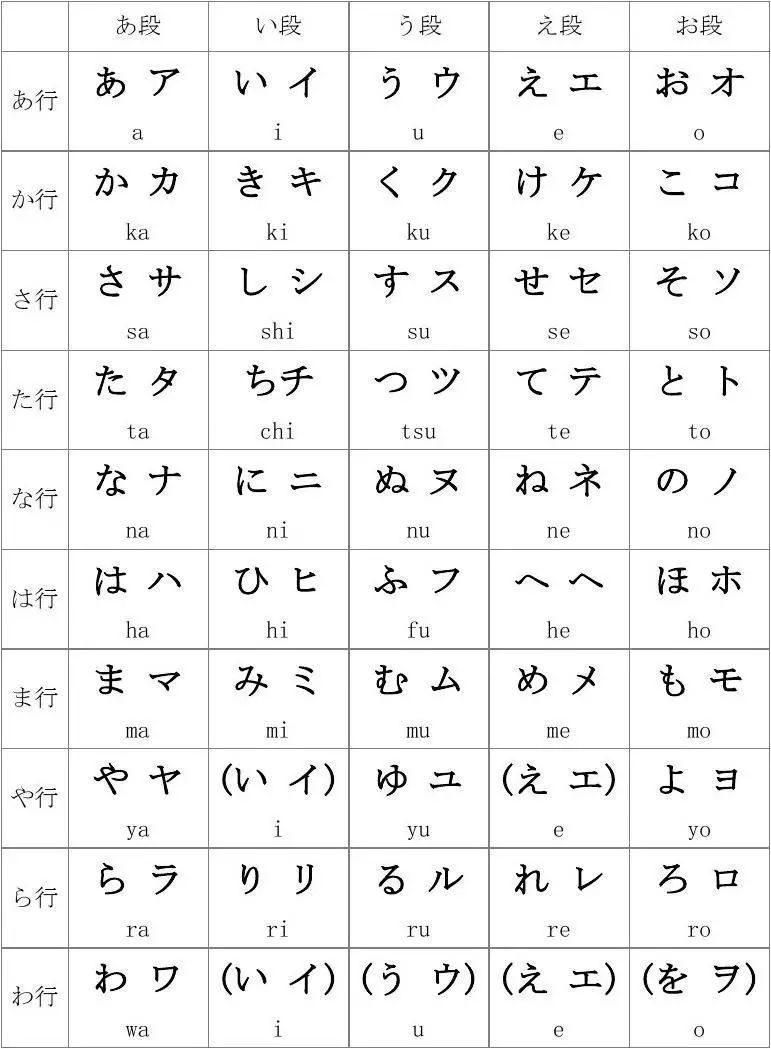 あ段 い段 う段 え段 お段
あ行 あ ア い イ う ウ え エ お オ
a i u e o
か行 か カ き キ く ク け ケ こ コ
ka ki ku ke ko
さ行 さ サ し シ す ス せ セ そ ソ
sa shi su se so
た行 た タ ちチ つ ツ て テ と ト
ta chi tsu te to
な行 な ナ に ニ ぬ ヌ ね ネ の ノ
na ni nu ne no
は行 は ハ ひ ヒ ふ フ へ ヘ ほ ホ
ha hi fu he ho
ま行 ま マ み ミ む ム め メ も モ
ma mi mu me mo
や行 や ヤ (い イ) ゆ ユ (え エ) よ ヨ
ya i yu e yo
ら行 ら ラ り リ る ル れ レ ろ ロ
ra ri ru re ro
わ行 わ ワ (い イ) (う ウ) (え エ) (を ヲ)
wa i u e o